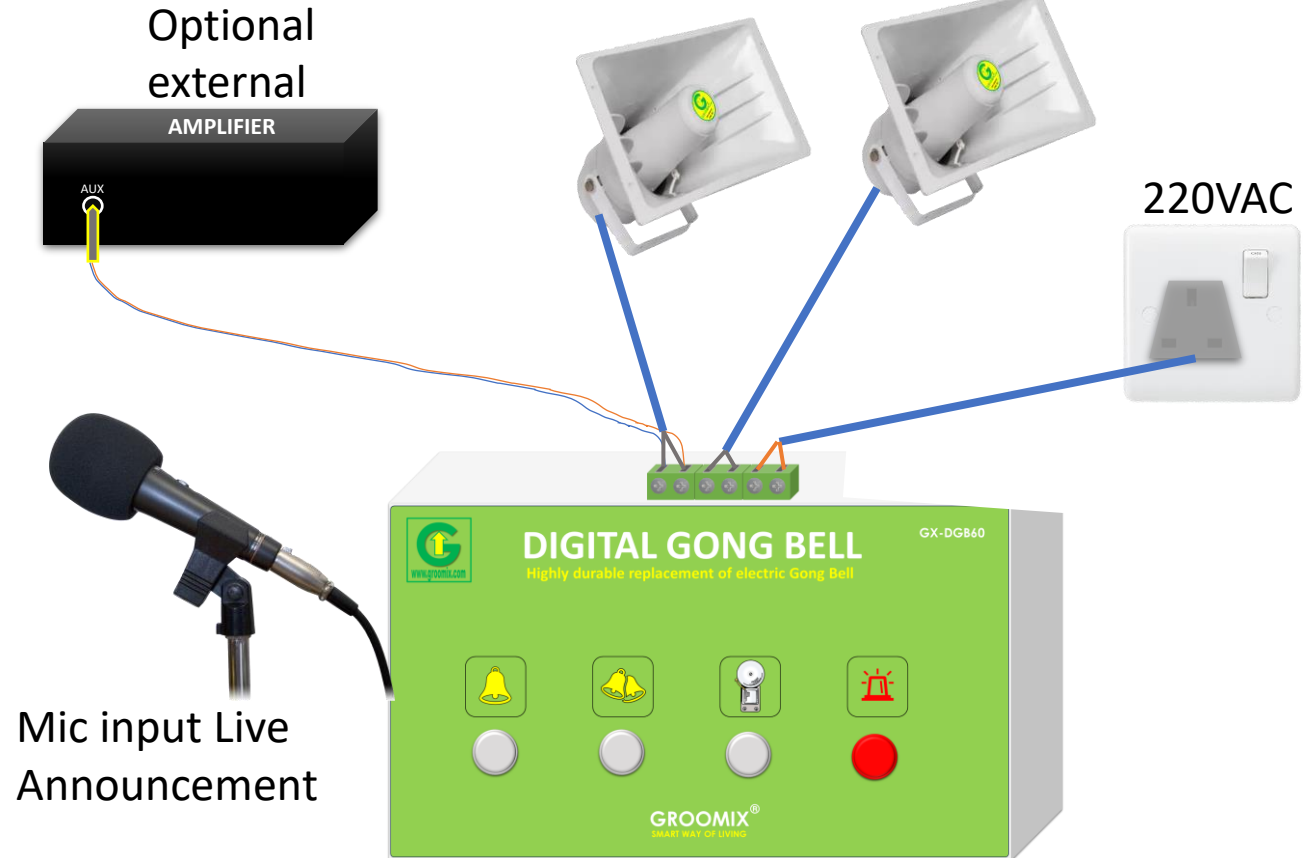 Optional
external
AMPLIFIER
AUX
220VAC
DIGITAL GONG BELL
GX-DGB60
Highly durable replacement of electric Gong Bell
www.groomix.com
Mic input Live
Announcement
GROOMIX®
SMART WAY OF LIVING